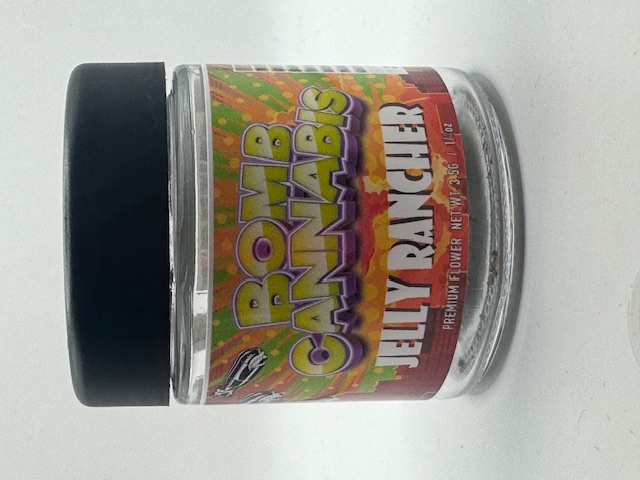 BOMB
CANNABIS
JELLY RANCHER
PREMIUM FLOWER NET WT 3.5G / 1/8 OZ